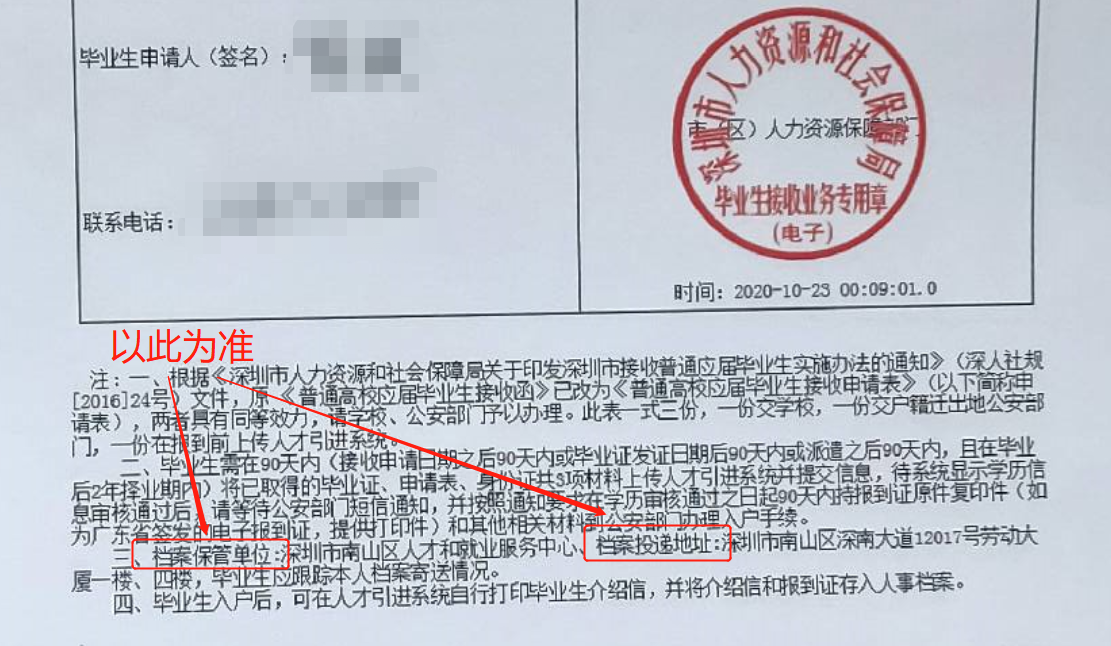 毕业生申请人（签名）：
深圳市人力资源和社会保障局
市（区）人力资源保障部门
毕业生接收业务专用章
(电子)
联系电话：
时间：2020-10-23 00:09:01.0
以此为准
注：一、根据《深圳市人力资源和社会保障局关于印发深圳市接收普通应届毕业生实施办法的通知》（深人社规
[2016]24号）文件，原《普通高校应届毕业生接收函》已改为《普通高校应届毕业生接收申请表》（以下简称申
请表），两者具有同等效力，请学校、公安部门予以办理。此表一式三份，一份交学校，一份交户籍迁出地公安部
门，一份在报到前上传人才引进系统。
二、毕业生需在90天内（接收申请日期之后90天内或毕业证发证日期后90天内或派遣之后90天内，且在毕业
后2年择业期内）将已取得的毕业证、申请表、身份证共3项材料上传人才引进系统并提交信息，待系统显示学历信
息审核通过后，请等待公安部门短信通知，并按照通知要求在学历审核通过之日起90天内持报到证原件复印件（如
为广东省签发的电子报到证，提供打印件）和其他相关材料到公安部门办理入户手续。
三、档案保管单位:深圳市南山区人才和就业服务中心、档案投递地址:深圳市南山区深南大道12017号劳动大
厦一楼、四楼，毕业生应跟踪本人档案寄送情况。
四、毕业生入户后，可在人才引进系统自行打印毕业生介绍信，并将介绍信和报到证存入人事档案。